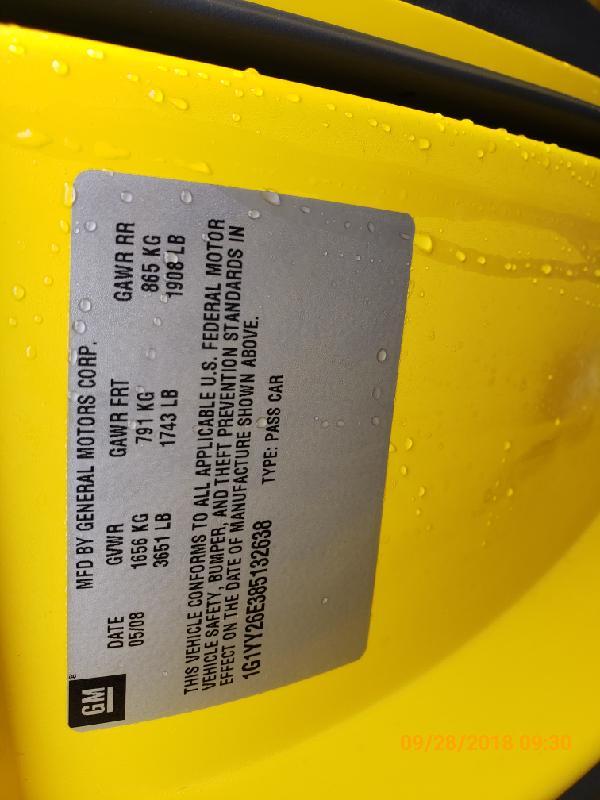 GM
MFD BY GENERAL MOTORS CORP.
DATE GVWR GAWR FRT GAWR RR
05/08 1656 KG 791 KG 865 KG
3651 LB 1743 LB 1908 LB
THIS VEHICLE CONFORMS TO ALL APPLICABLE U.S. FEDERAL MOTOR
VEHICLE SAFETY, BUMPER, AND THEFT PREVENTION STANDARDS IN
EFFECT ON THE DATE OF MANUFACTURE SHOWN ABOVE.
1G1YY26E385132638 TYPE: PASS CAR
09/28/2018 09:30